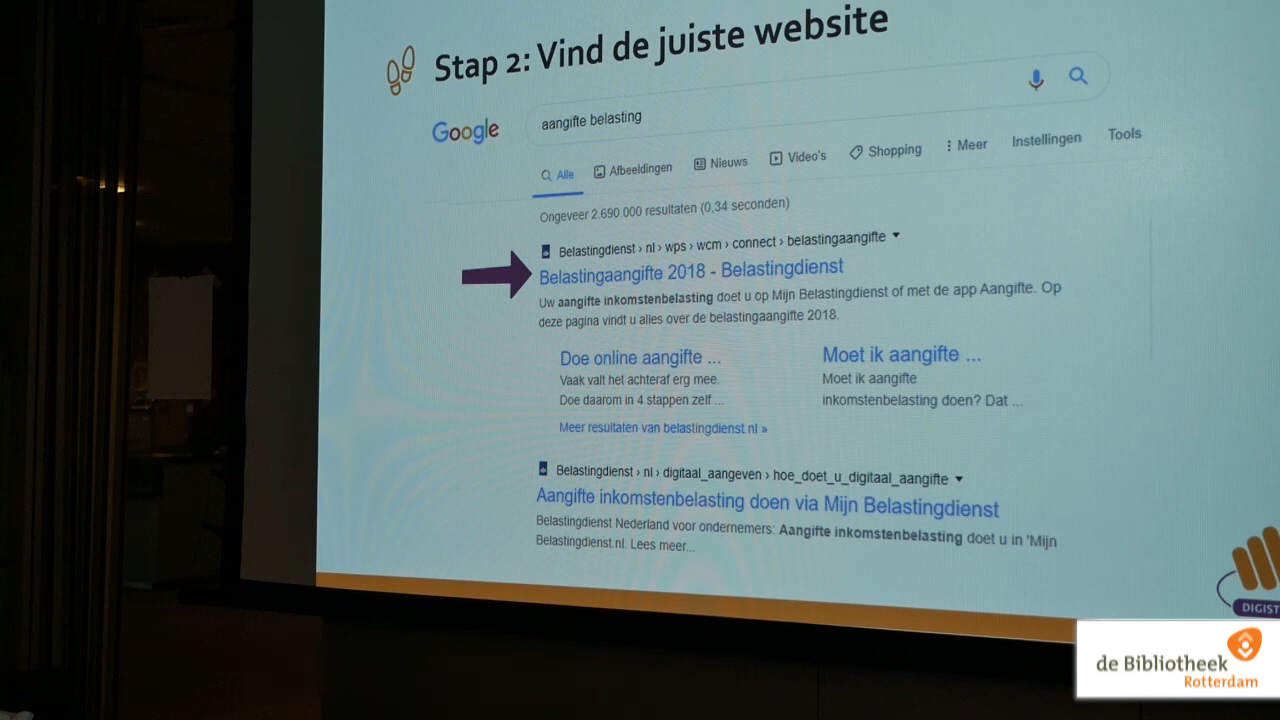 Stap 2: Vind de juiste website
Google
aangifte belasting
Alle
Afbeeldingen
Nieuws
Video's
Shopping
Meer
Instellingen
Tools
Ongeveer 2.690.000 resultaten (0,34 seconden)
Belastingdienst › nl › wps › wcm › connect › belastingaangifte
Belastingaangifte 2018 - Belastingdienst
Uw aangifte inkomstenbelasting doet u op Mijn Belastingdienst of met de app Aangifte. Op
deze pagina vindt u alles over de belastingaangifte 2018.
Doe online aangifte ...
Vaak valt het achteraf erg mee.
Doe daarom in 4 stappen zelf ...
Moet ik aangifte ...
Moet ik aangifte
inkomstenbelasting doen? Dat ...
Meer resultaten van belastingdienst.nl »
Belastingdienst › nl › digitaal_aangeven › hoe_doet_u_digitaal_aangifte
Aangifte inkomstenbelasting doen via Mijn Belastingdienst
Belastingdienst Nederland voor ondernemers: Aangifte inkomstenbelasting doet u in 'Mijn
Belastingdienst.nl. Lees meer...
DIGIST
de Bibliotheek
Rotterdam